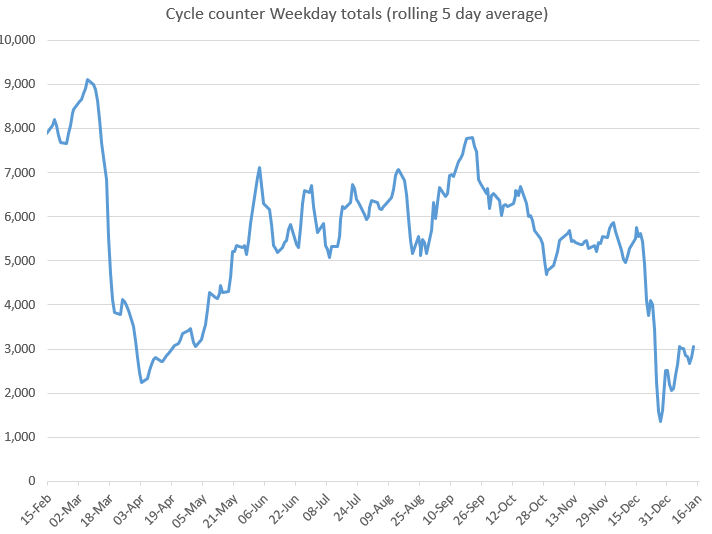 Cycle counter Weekday totals (rolling 5 day average)
10,000
9,000
8,000
7,000
6,000
5,000
4,000
3,000
2,000
1,000
0
15-Feb
02-Mar
18-Mar
03-Apr
19-Apr
05-May
21-May
06-Jun
22-Jun
08-Jul
24-Jul
09-Aug
25-Aug
10-Sep
26-Sep
12-Oct
28-Oct
13-Nov
29-Nov
15-Dec
31-Dec
16-Jan